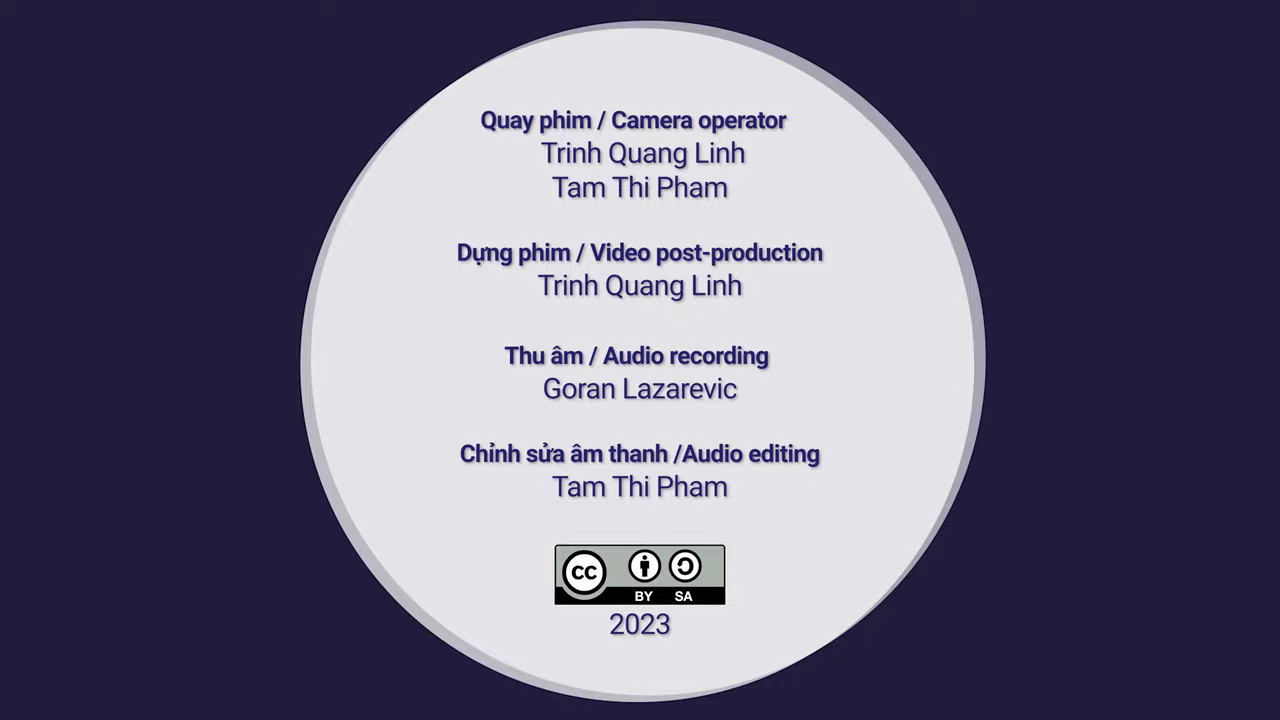 Quay phim / Camera operator
Trinh Quang Linh
Tam Thi Pham
Dựng phim / Video post-production
Trinh Quang Linh
Thu âm / Audio recording
Goran Lazarevic
Chỉnh sửa âm thanh /Audio editing
Tam Thi Pham
cc
BY SA
2023